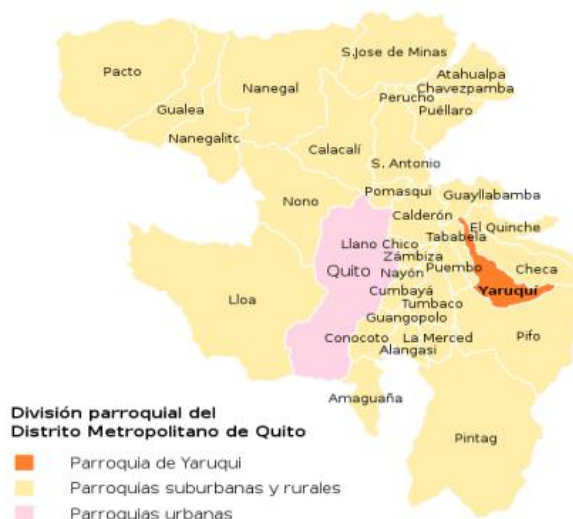 S.Jose de Minas
Pacto
Nanegal
Atahualpa
Chavezpamba
Perucho
Gualea
Puéllaro
Nanegalito
Calacalí
S. Antonio
Pomasqui
Guayllabamba
Nono
Calderón
El Quinche
Tababela
Llano Chico
Zámbiza
Quito
Nayón
Puembo
Checa
Lloa
Cumbayá
Yaruquí
Tumbaco
Guangopolo
Conocoto
La Merced
Pifo
Alangasi
Amaguaña
Pintag
División parroquial del
Distrito Metropolitano de Quito
Parroquia de Yaruquí
Parroquias suburbanas y rurales
Parroquias urbanas